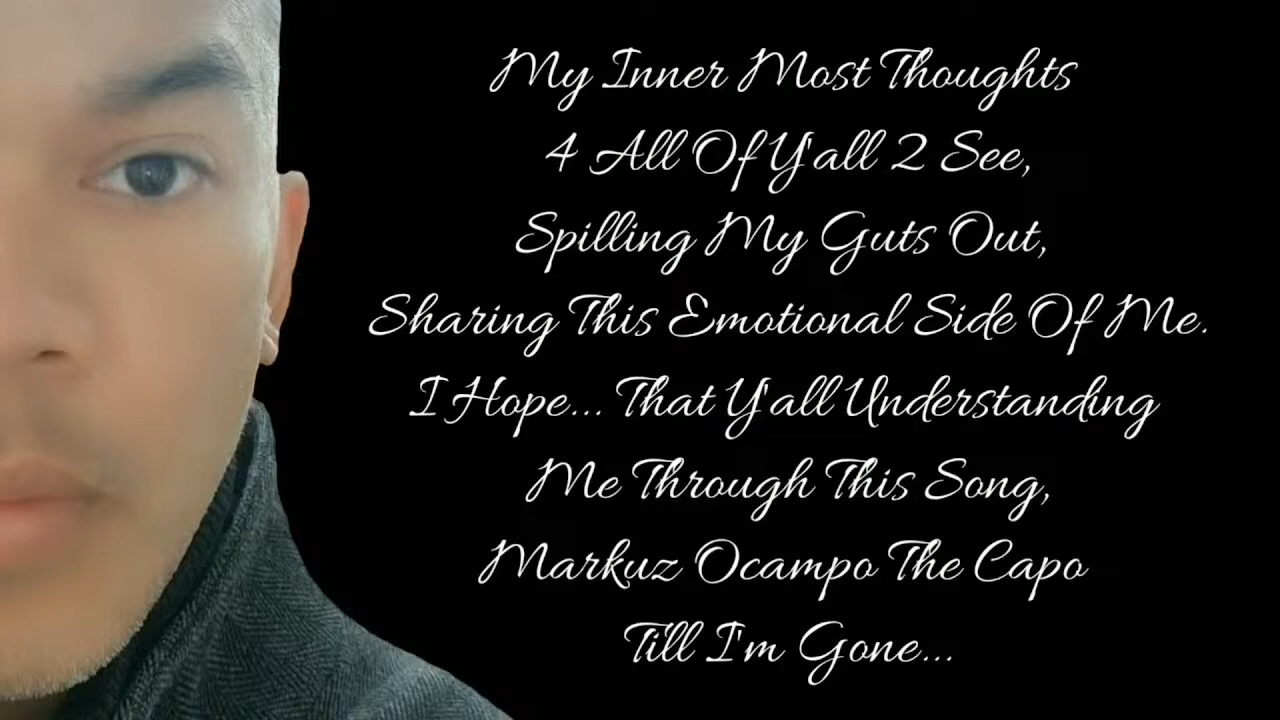 My Inner Most Thoughts
4 All Of Y'all 2 See,
Spilling My Guts Out,
Sharing This Emotional Side Of Me.
I Hope... That Y'all Understanding
Me Through This Song,
Markuz Ocampo The Capo
Till I'm Gone...